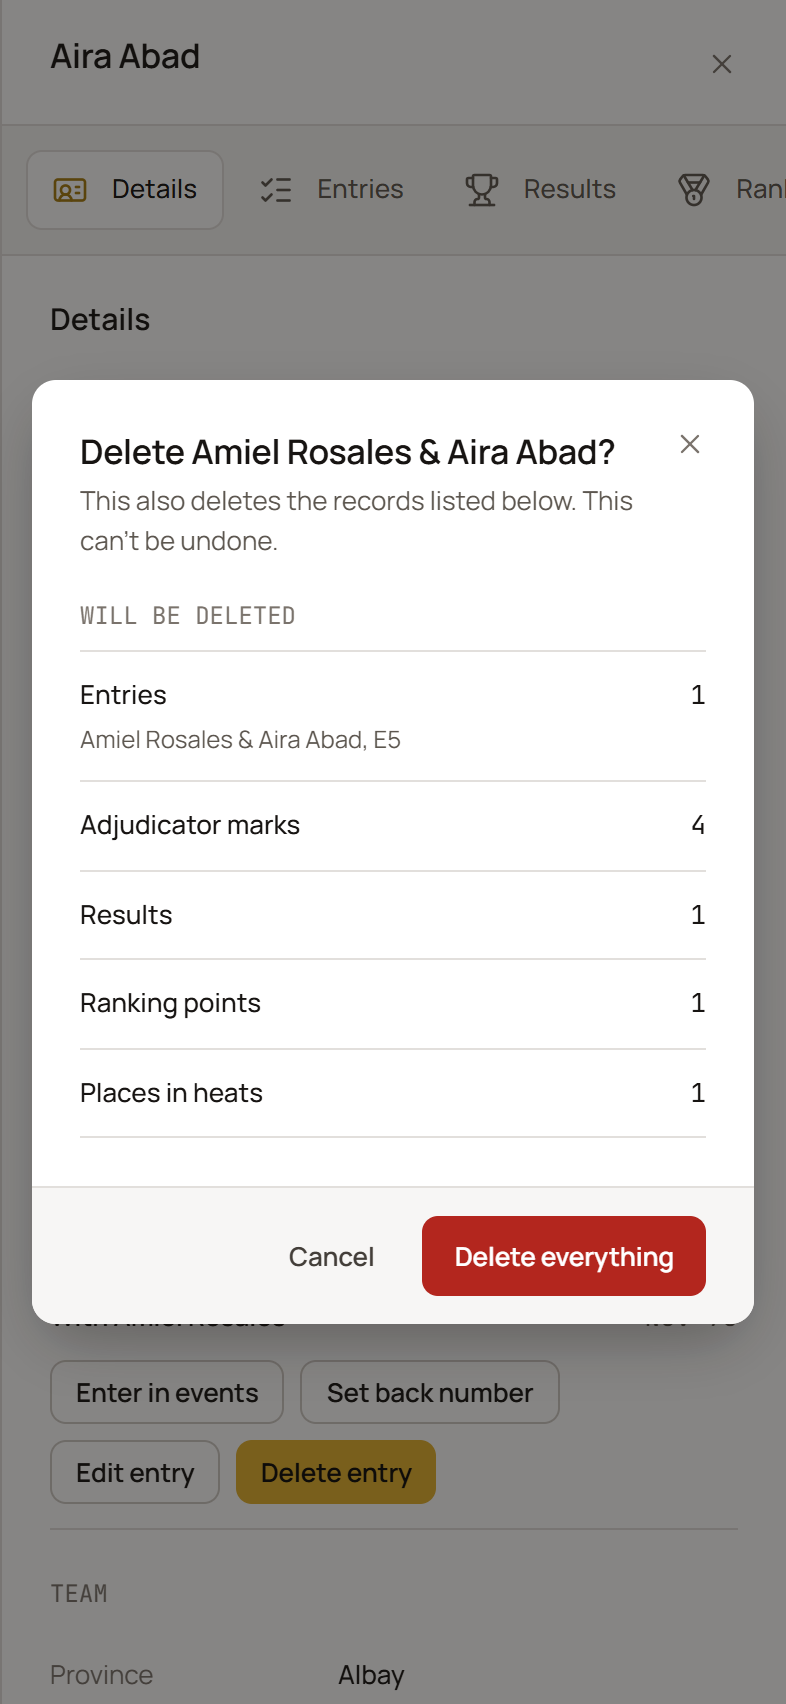 Aira Abad
Details
Entries
Results
Ran
Details
Delete Amiel Rosales & Aira Abad?
This also deletes the records listed below. This
can't be undone.
WILL BE DELETED
Entries 1
Amiel Rosales & Aira Abad, E5
Adjudicator marks 4
Results 1
Ranking points 1
Places in heats 1
Cancel
Delete everything
Enter in events
Set back number
Edit entry
Delete entry
TEAM
Province Albay